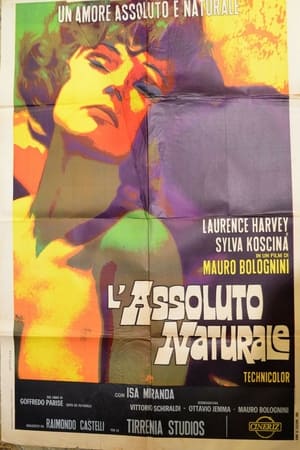 UN AMORE ASSOLUTO E NATURALE
LAURENCE HARVEY
SYLVA KOSCINA
IN UN FILM DI
MAURO BOLOGNINI
L'ASSOLUTO
NATURALE
TECHNICOLOR
CON ISA MIRANDA
GOFFREDO PARISE
VITTORIO SCHIRALDI · OTTAVIO JEMMA · MAURO BOLOGNINI
RAIMONDO CASTELLI
TIRRENIA STUDIOS
CINERIZ